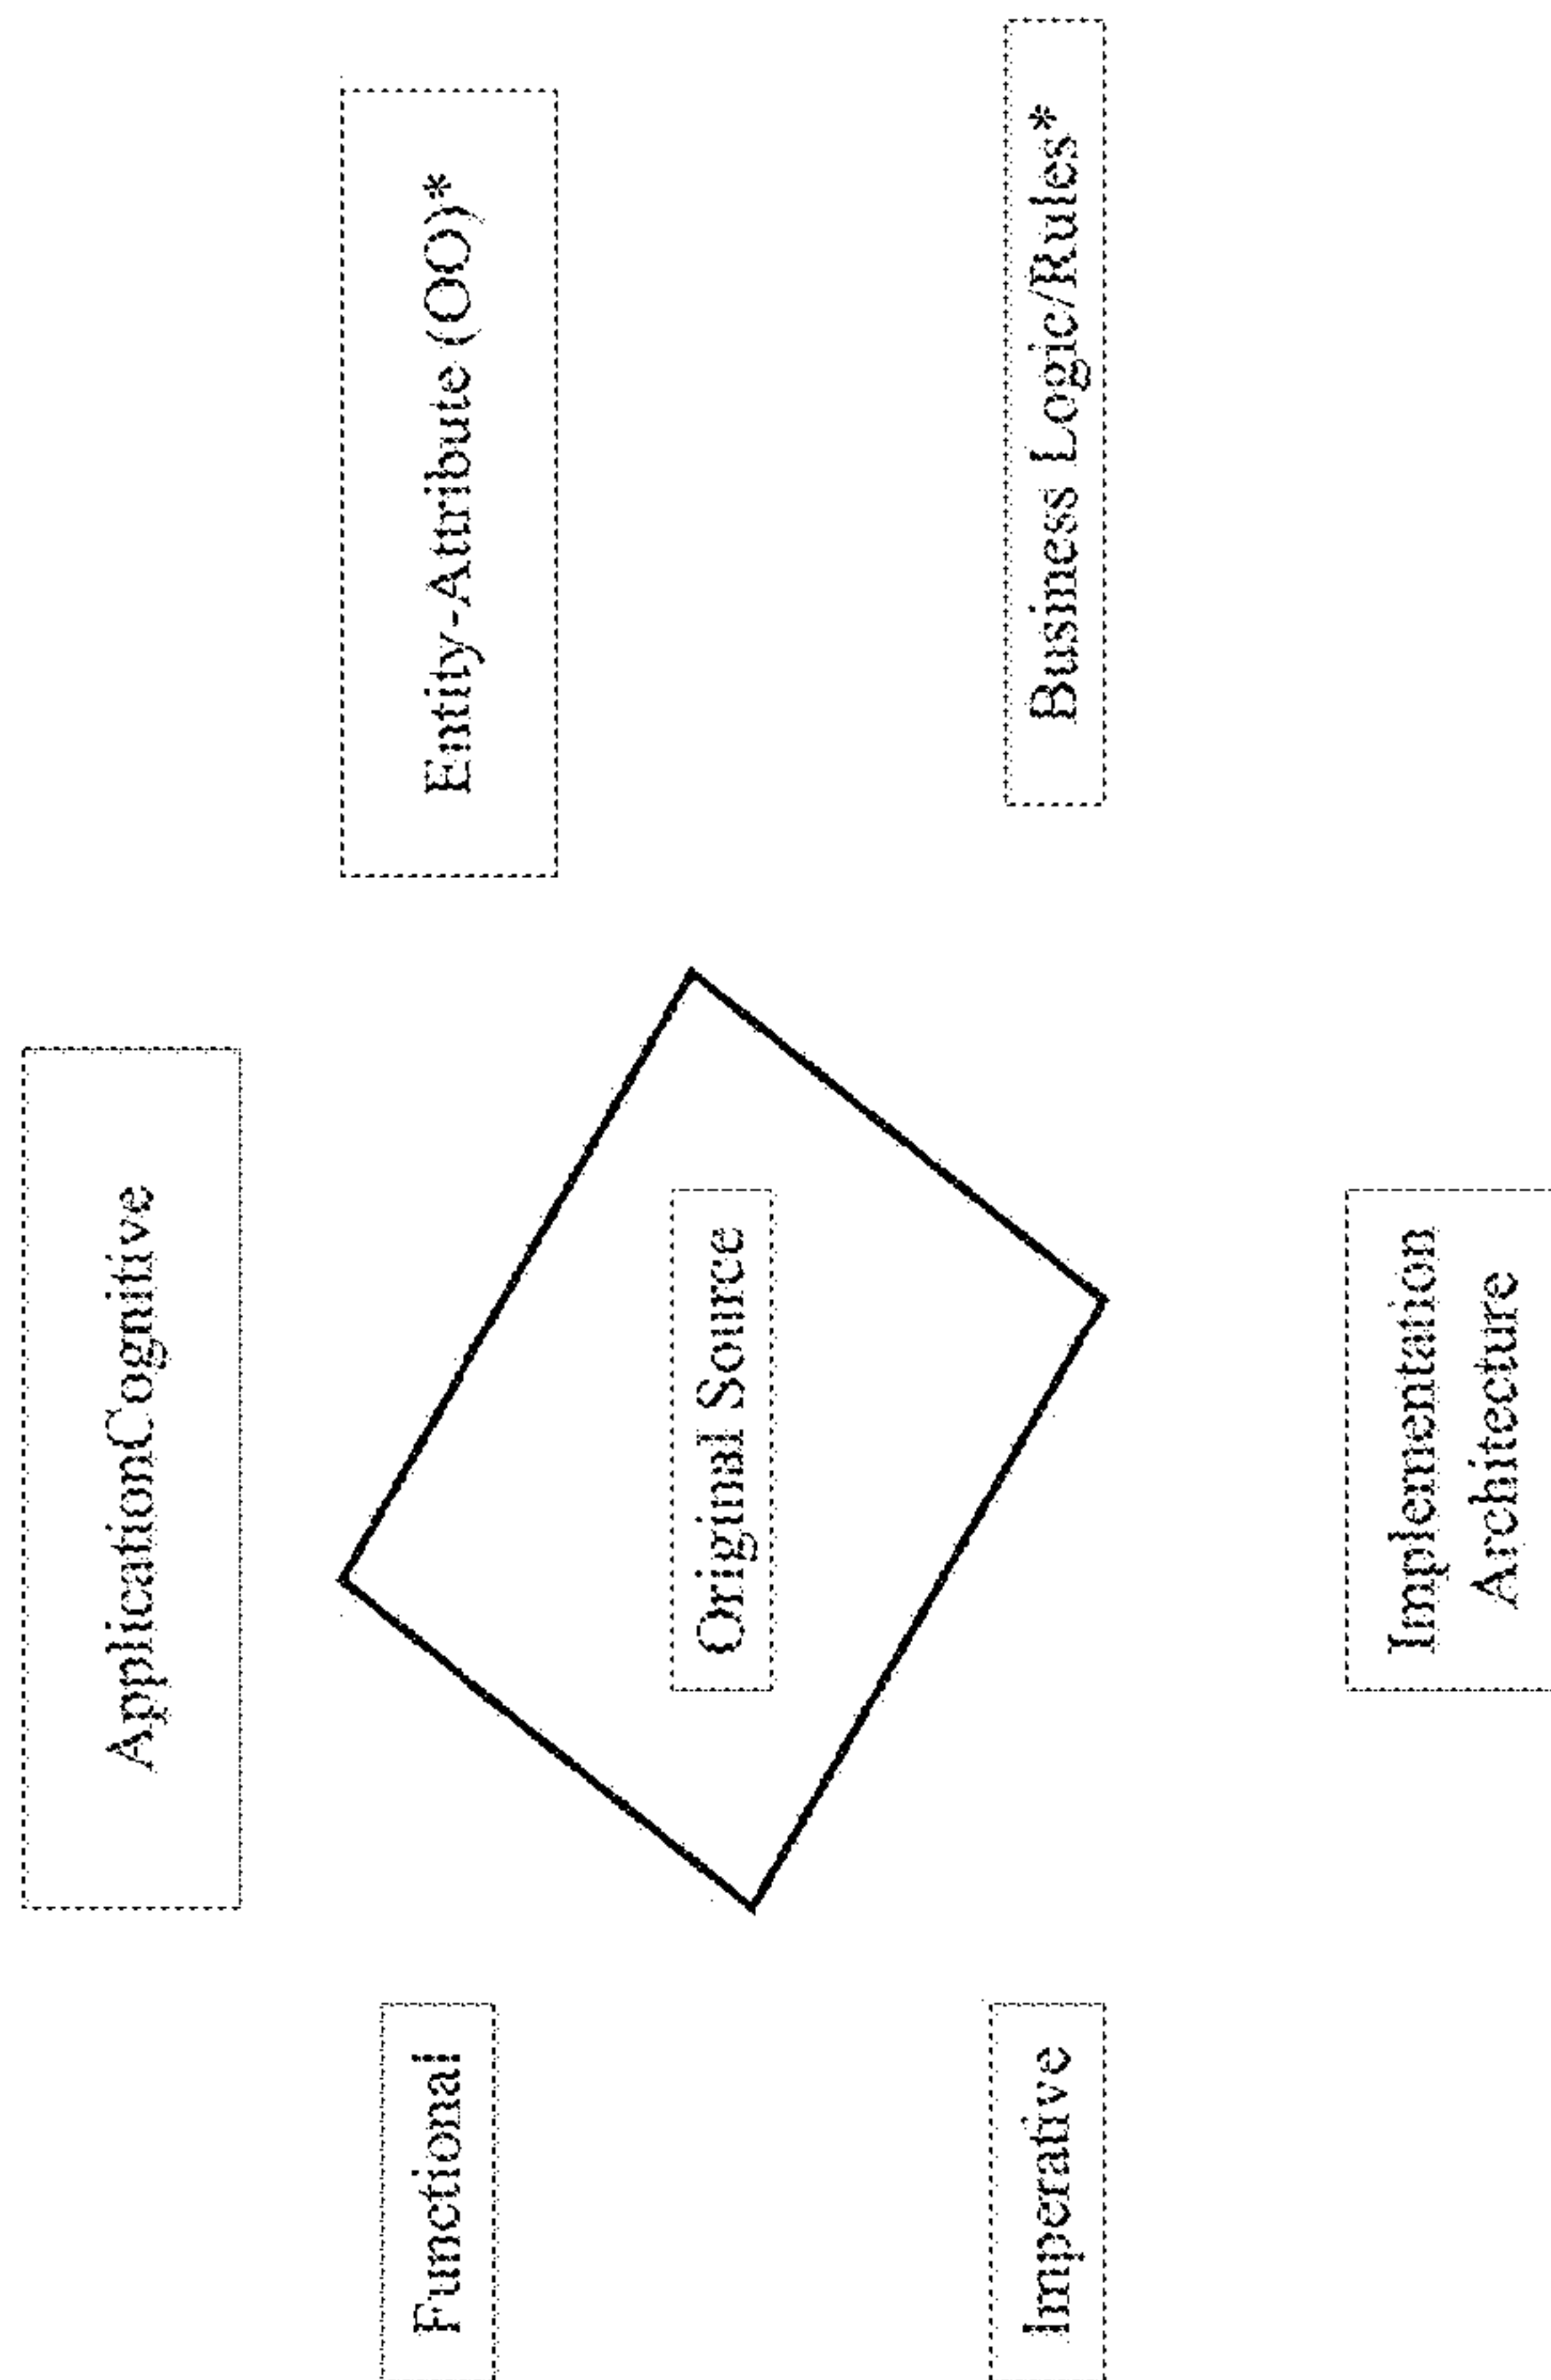 ApplicationCognitive
Functional
Entity-Attribute (OO)*
Original Source
Imperative
Business Logic/Rules*
Implementation
Architecture